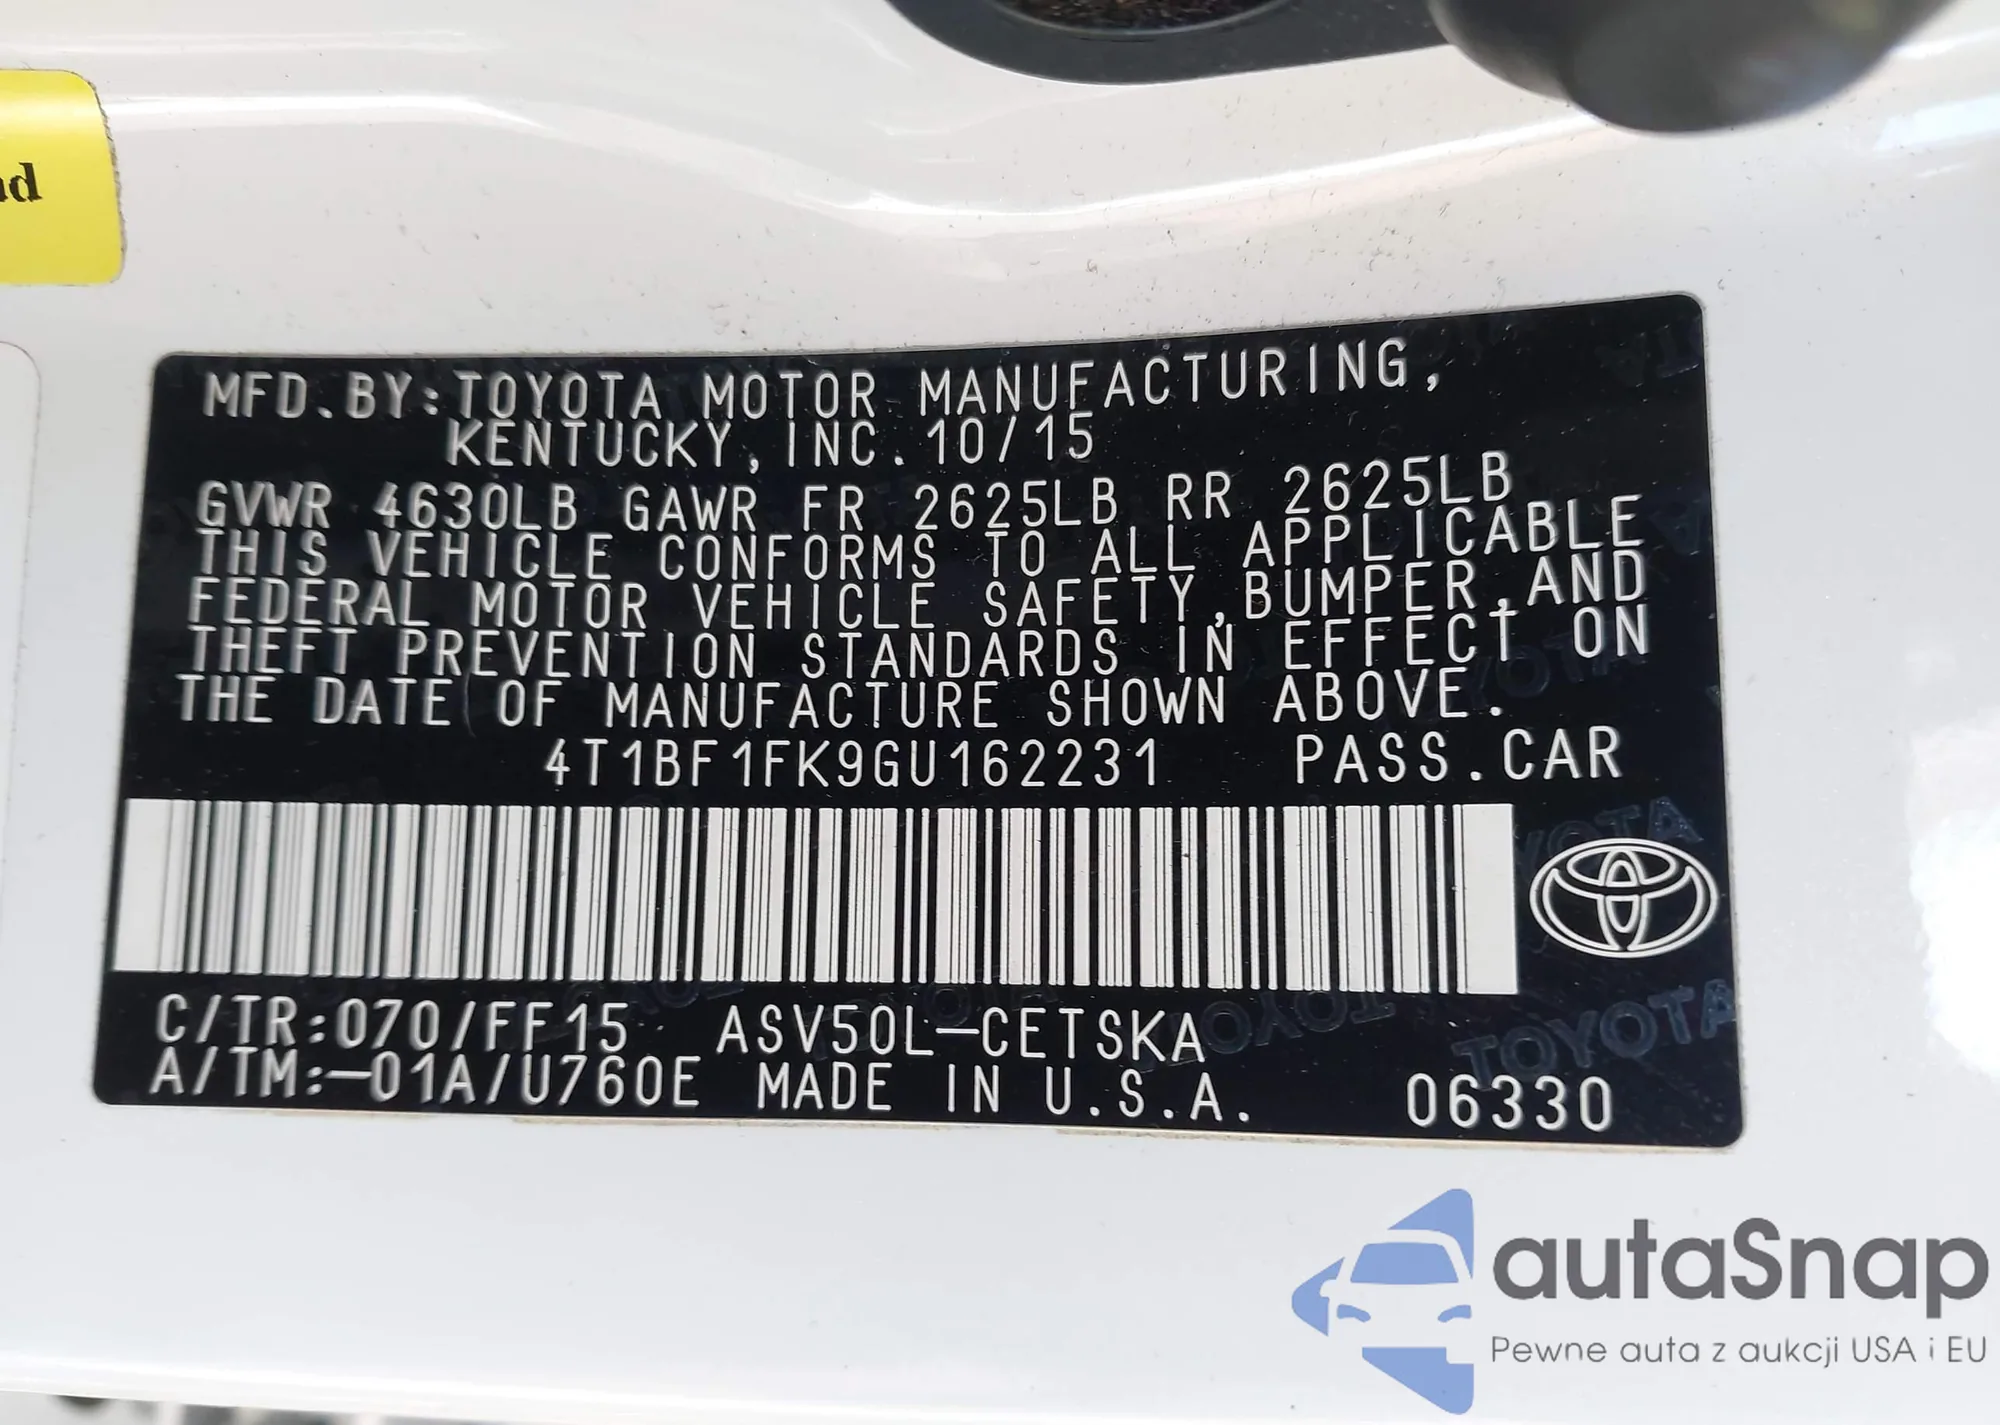 MFD.BY:TOYOTA MOTOR MANUFACTURING,
KENTUCKY,INC.10/15
GVWR 4630LB GAWR FR 2625LB RR 2625LB
THIS VEHICLE CONFORMS TO ALL APPLICABLE
FEDERAL MOTOR VEHICLE SAFETY,BUMPER,AND
THEFT PREVENTION STANDARDS IN EFFECT ON
THE DATE OF MANUFACTURE SHOWN ABOVE.
4T1BF1FK9GU162231 PASS.CAR
C/TR:070/FF15 ASV50L-CETSKA
A/TM:-01A/U760E MADE IN U.S.A. 06330
TOYOTA
autaSnap
Pewne auta z aukcji USA i EU